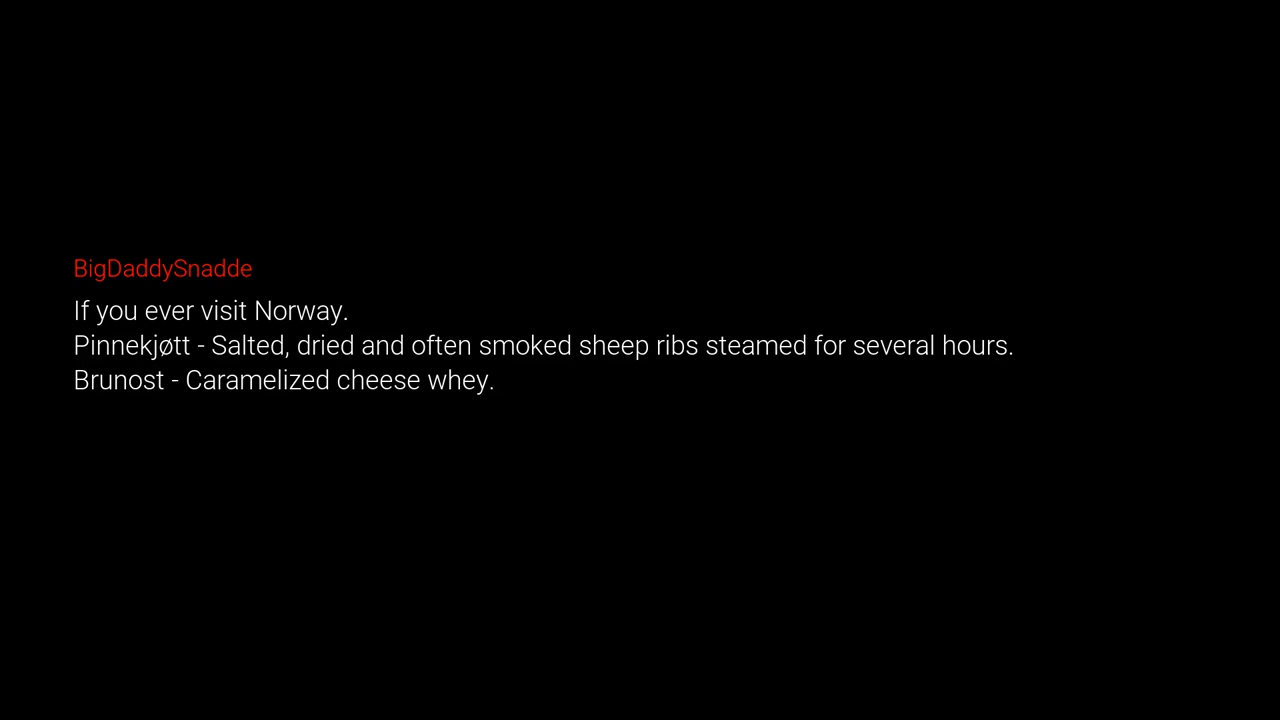 BigDaddySnadde
If you ever visit Norway.
Pinnekjøtt - Salted, dried and often smoked sheep ribs steamed for several hours.
Brunost - Caramelized cheese whey.